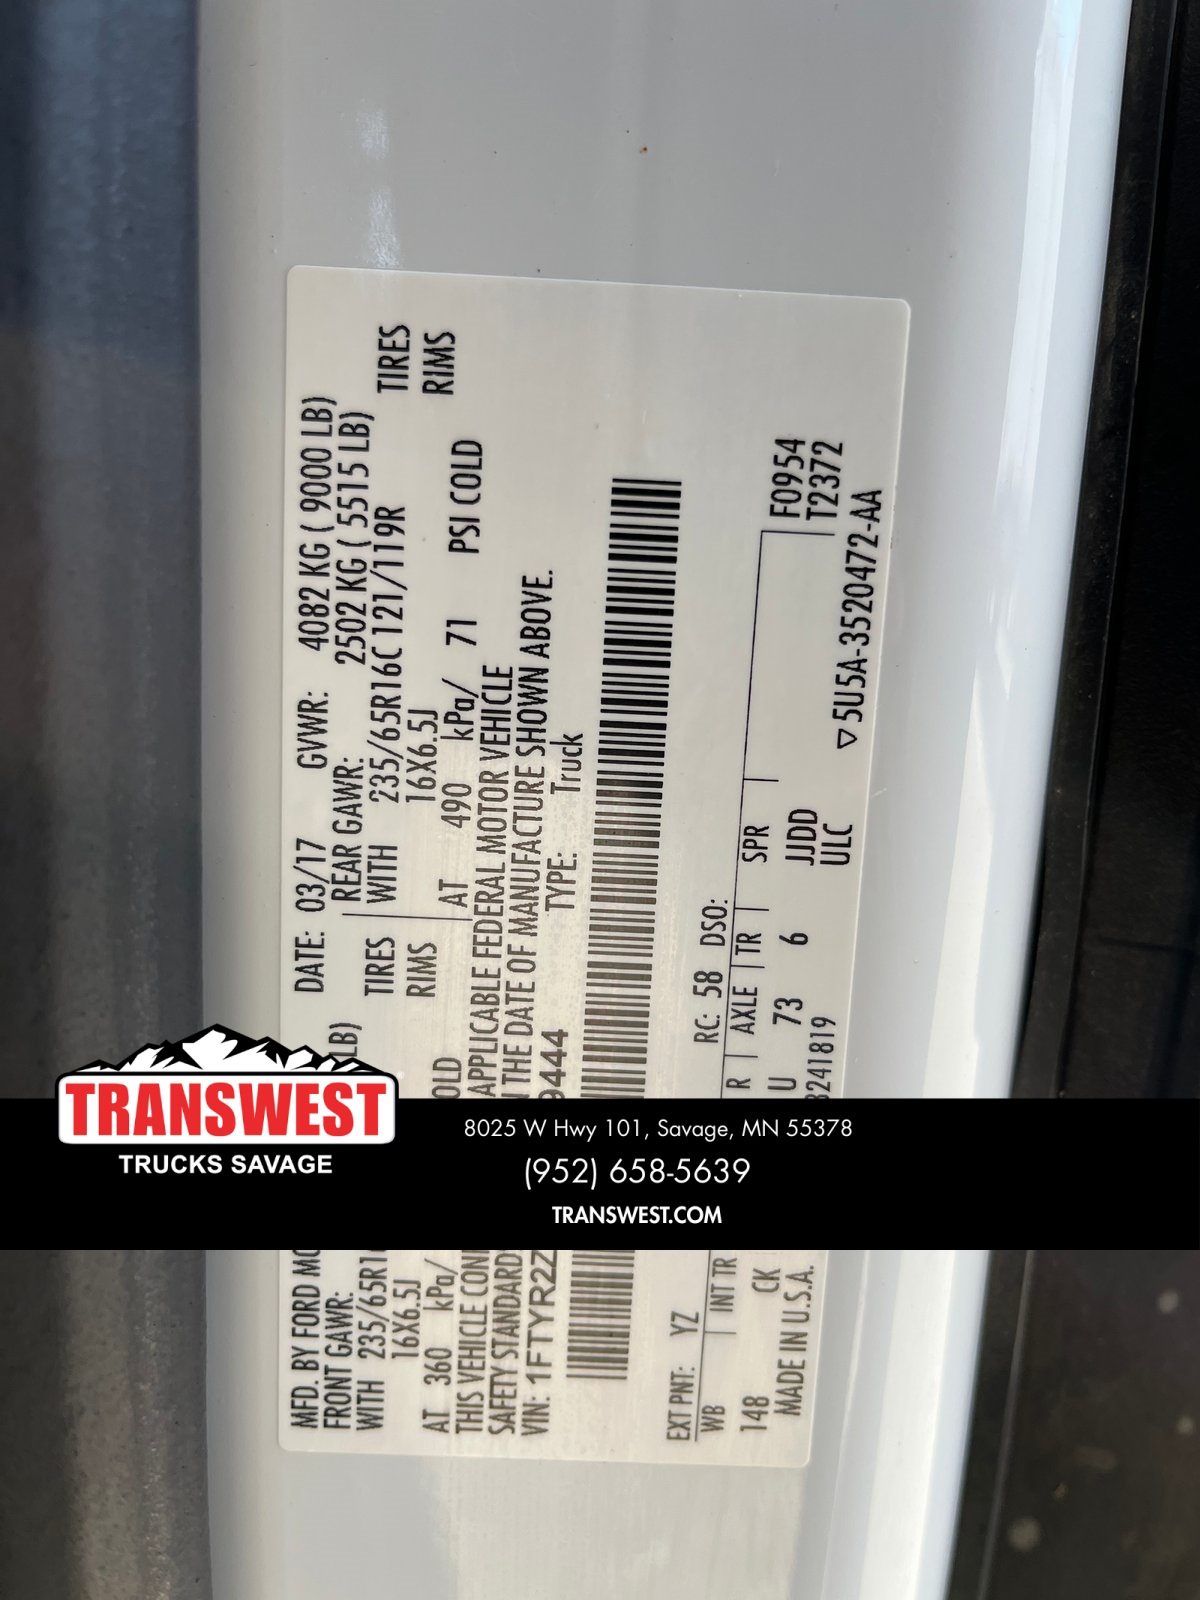 MFD. BY FORD MO
DATE: 03/17 GVWR: 4082 KG ( 9000 LB)
FRONT GAWR: LB) REAR GAWR: 2502 KG ( 5515 LB)
WITH 235/65R1 TIRES WITH 235/65R16C 121/119R TIRES
16X6.5J RIMS 16X6.5J RIMS
AT 360 kPa/ OLD AT 490 kPa/ 71 PSI COLD
THIS VEHICLE CON APPLICABLE FEDERAL MOTOR VEHICLE
SAFETY STANDARD N THE DATE OF MANUFACTURE SHOWN ABOVE.
VIN: 1FTYR2Z 9444 TYPE: Truck
EXT PNT: YZ RC: 58 DSO:
WB INT TR R AXLE TR SPR F0954
148 CK U 73 6 JJDD T2372
MADE IN U.S.A. 3241819 ULC
▽5U5A-3520472-AA
TRANSWEST
TRUCKS SAVAGE
8025 W Hwy 101, Savage, MN 55378
(952) 658-5639
TRANSWEST.COM